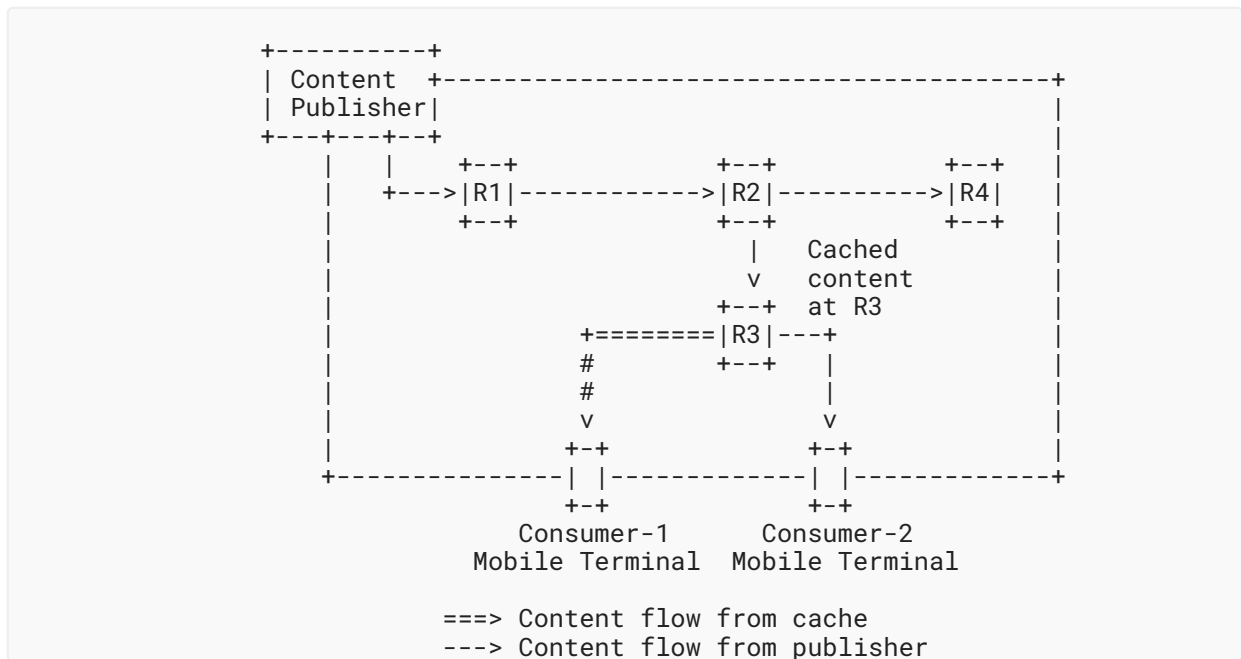 Content
Publisher
R1 R2 R4
Cached
content
at R3
R3
Consumer-1 Consumer-2
Mobile Terminal Mobile Terminal
===> Content flow from cache
---> Content flow from publisher